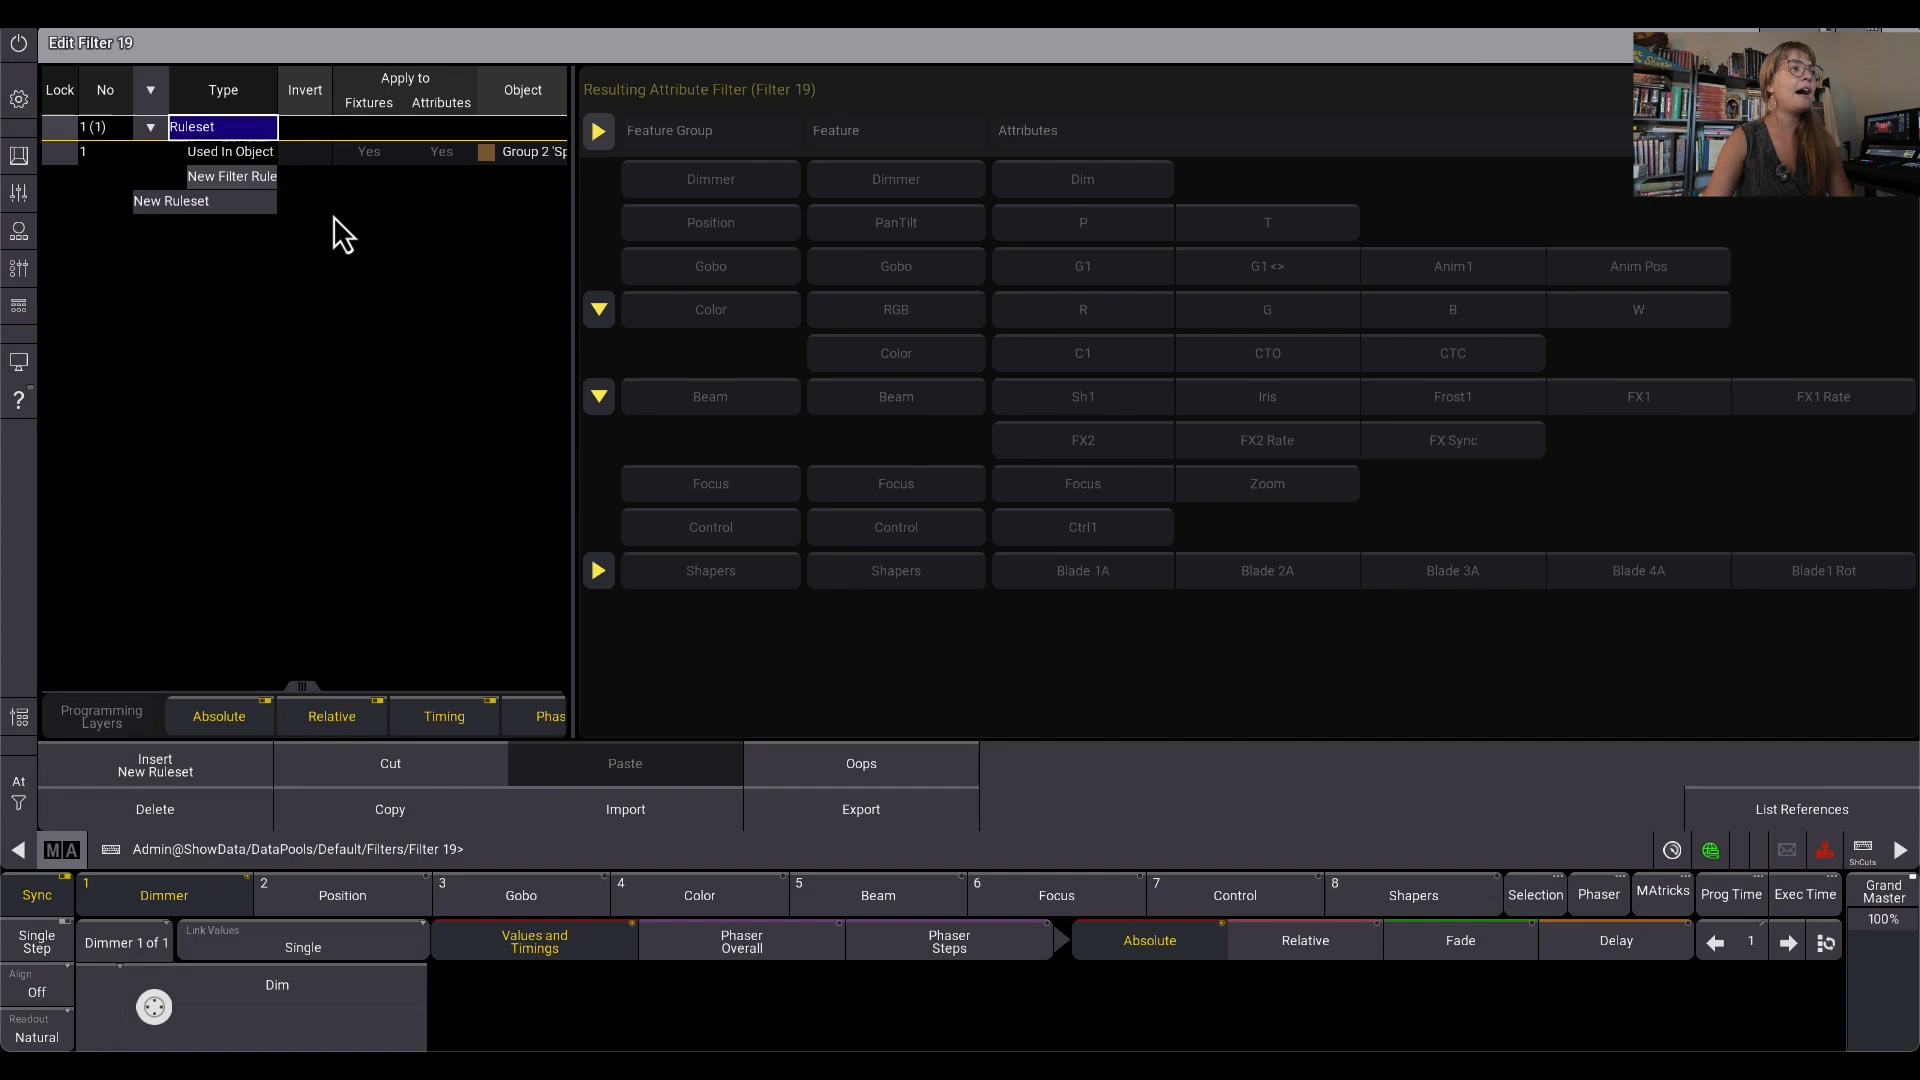 Edit Filter 19
Lock No Type Invert Apply to Fixtures Attributes Object
1 (1) Ruleset
1 Used In Object Yes Yes Group 2 'Sp
New Filter Rule
New Ruleset
Resulting Attribute Filter (Filter 19)
Feature Group Feature Attributes
Dimmer Dimmer Dim
Position PanTilt P T
Gobo Gobo G1 G1 <> Anim1 Anim Pos
Color RGB R G B W
Color C1 CTO CTC
Beam Beam Sh1 Iris Frost1 FX1 FX1 Rate
FX2 FX2 Rate FX Sync
Focus Focus Focus Zoom
Control Control Ctrl1
Shapers Shapers Blade 1A Blade 2A Blade 3A Blade 4A Blade1 Rot
Programming
Layers
Absolute Relative Timing Phas
Insert
New Ruleset
Cut Paste Oops
Delete Copy Import Export List References
At
?
MA Admin@ShowData/DataPools/Default/Filters/Filter 19>
ShCuts
Sync 1 Dimmer 2 Position 3 Gobo 4 Color 5 Beam 6 Focus 7 Control 8 Shapers Selection Phaser MAtricks Prog Time Exec Time
Grand
Master
100%
Single
Step
Dimmer 1 of 1
Link Values
Single
Values and
Timings
Phaser
Overall
Phaser
Steps
Absolute Relative Fade Delay 1
Align
Off
Dim
Readout
Natural